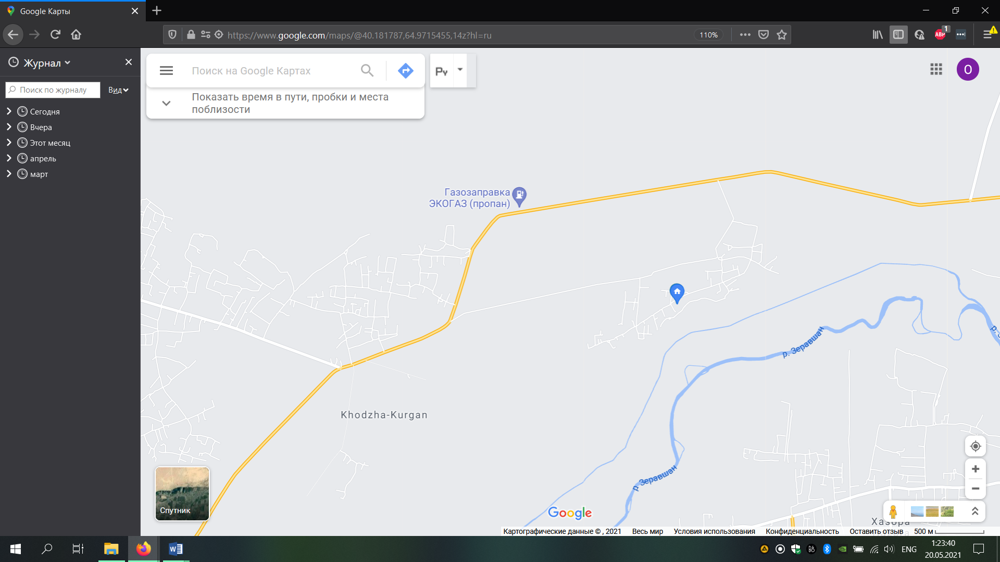 Google Карты
https://www.google.com/maps/@40.181787,64.9715455,14z?hl=ru
110%
ABP
1
Журнал
Поиск по журналу
Вид
Сегодня
Вчера
Этот месяц
апрель
март
Поиск на Google Картах
Ру
Показать время в пути, пробки и места
поблизости
О
Газозаправка
ЭКОГАЗ (пропан)
р. Зеравшан
Khodzha-Kurgan
р. Зеравшан
Спутник
Google
Хазора
Картографические данные © , 2021
Весь мир
Условия использования
Конфиденциальность
Оставить отзыв
500 м
W
ENG
1:23:40
20.05.2021